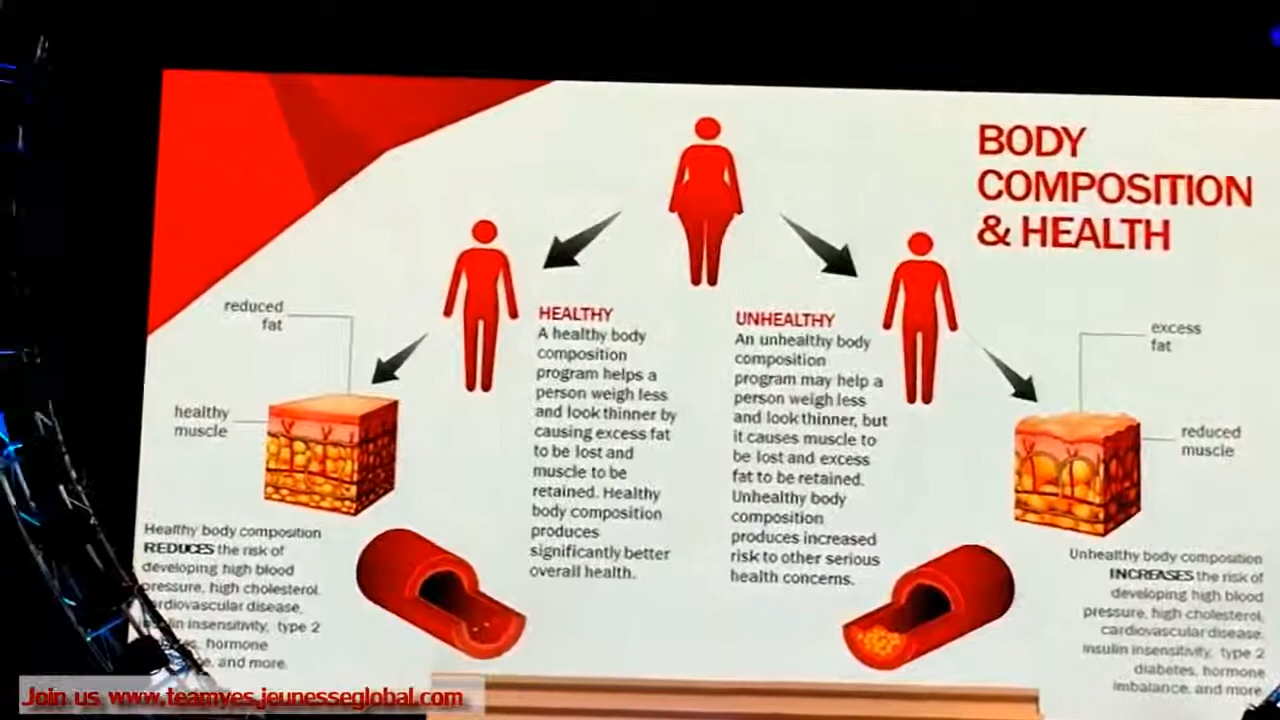 BODY
COMPOSITION
& HEALTH
reduced
fat
healthy
muscle
HEALTHY
A healthy body
composition
program helps a
person weigh less
and look thinner by
causing excess fat
to be lost and
muscle to be
retained. Healthy
body composition
produces
significantly better
overall health.
UNHEALTHY
An unhealthy body
composition
program may help a
person weigh less
and look thinner, but
it causes muscle to
be lost and excess
fat to be retained.
Unhealthy body
composition
produces increased
risk to other serious
health concerns.
excess
fat
reduced
muscle
Healthy body composition
REDUCES the risk of
developing high blood
pressure, high cholesterol,
cardiovascular disease,
insulin insensitivity, type 2
hormone
and more.
Unhealthy body composition
INCREASES the risk of
developing high blood
pressure, high cholesterol,
cardiovascular disease,
insulin insensitivity, type 2
diabetes, hormone
imbalance, and more.
Join us www.teamyes.jeunesseglobal.com